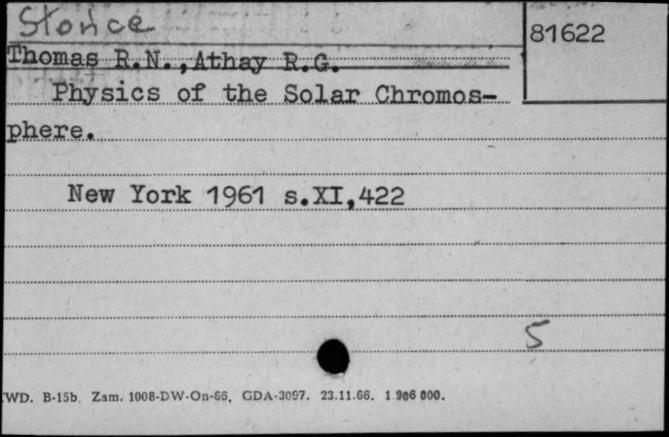 Słońce
81622
Thomas R.N.,Athay R.G.
Physics of the Solar Chromos-
phere.
New York 1961 s.XI,422
5
WD. B-15b. Zam. 1008-DW-On-66, GDA-3097. 23.11.66. 1 906 000.